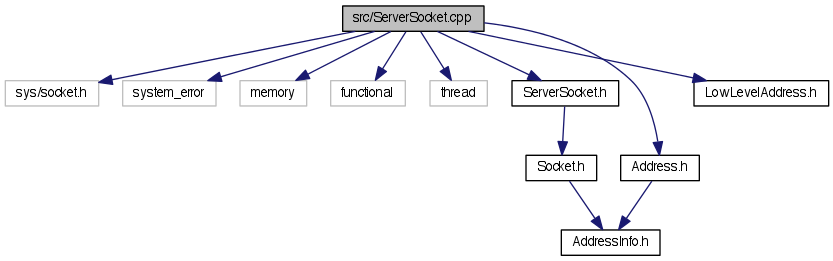 src/ServerSocket.cpp
sys/socket.h
system_error
memory
functional
thread
ServerSocket.h
LowLevelAddress.h
Socket.h
Address.h
AddressInfo.h